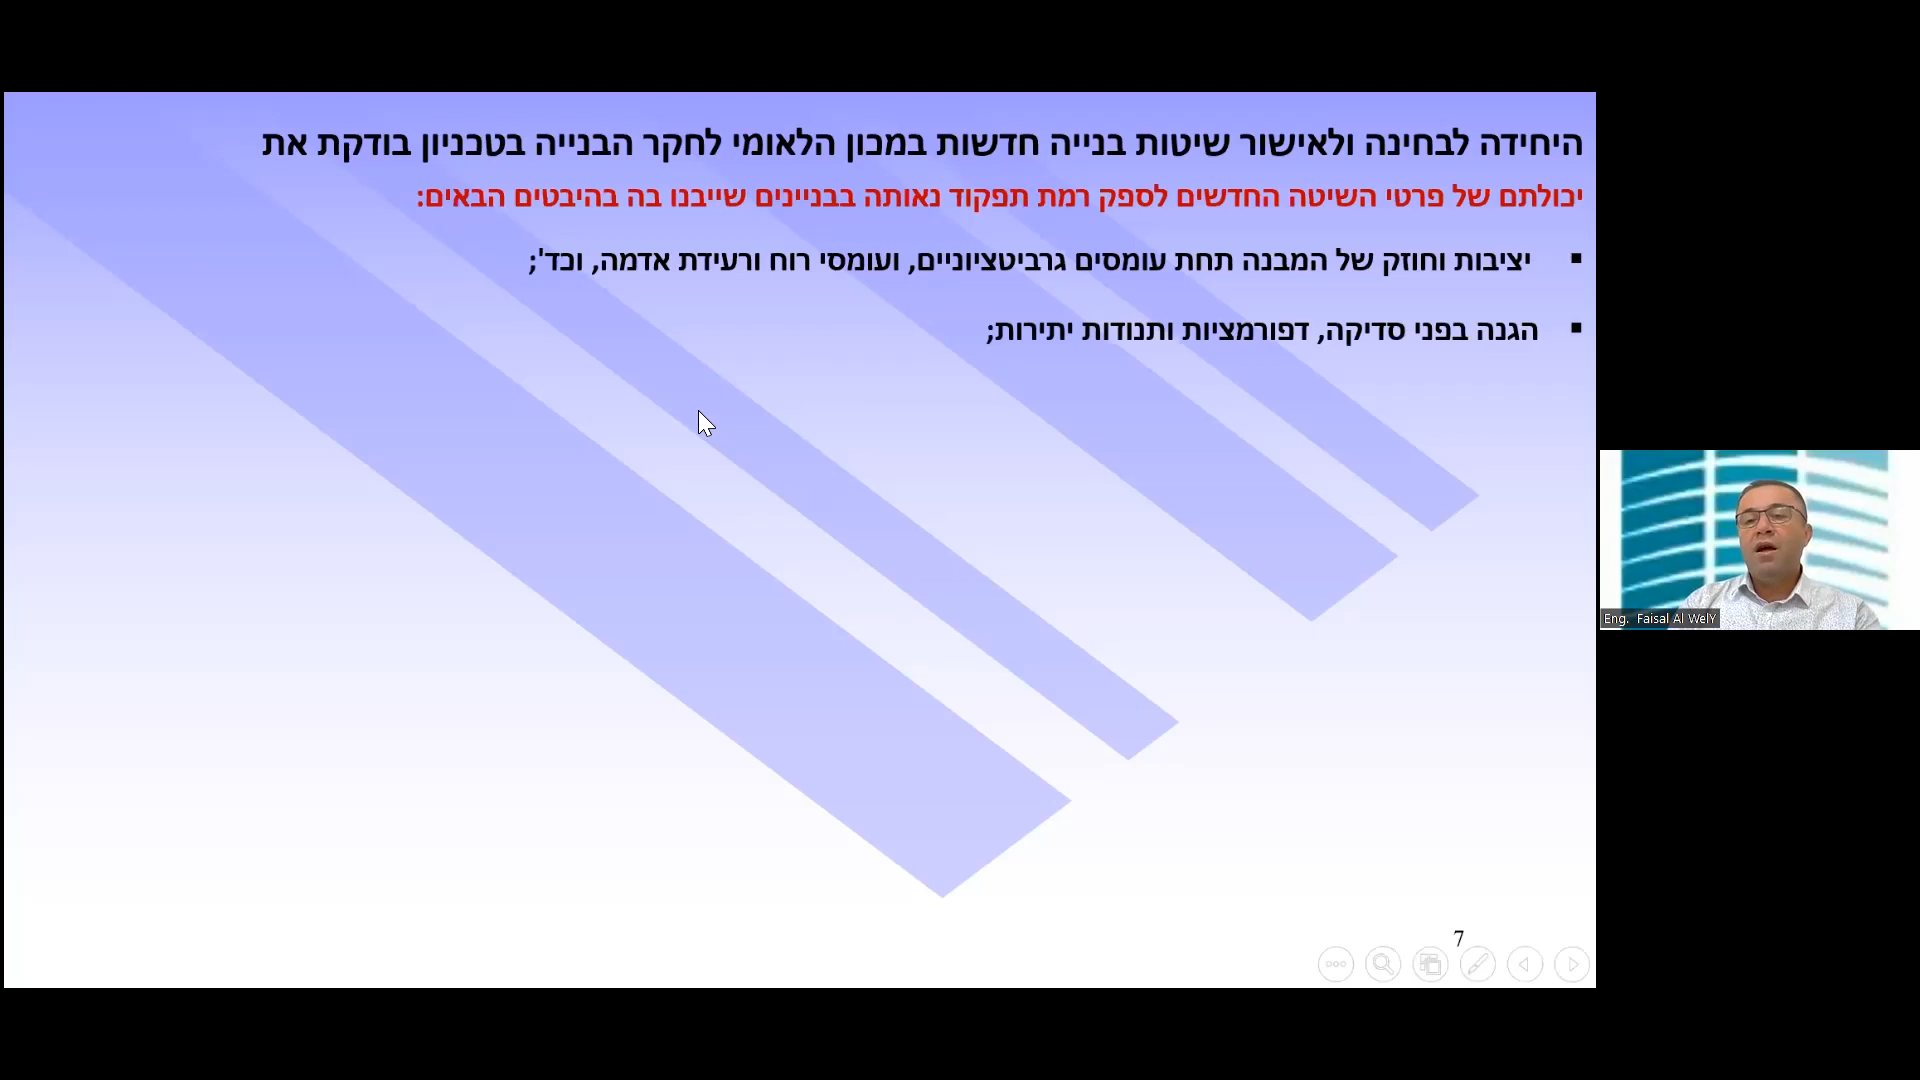 היחידה לבחינה ולאישור שיטות בנייה חדשות במכון הלאומי לחקר הבנייה בטכניון בודקת את
יכולתם של פרטי השיטה החדשים לספק רמת תפקוד נאותה בבניינים שייבנו בה בהיבטים הבאים:
▪ יציבות וחוזק של המבנה תחת עומסים גרביטציוניים, ועומסי רוח ורעידת אדמה, וכד';
▪ הגנה בפני סדיקה, דפורמציות ותנודות יתירות;
Eng. Faisal Al WelY
7